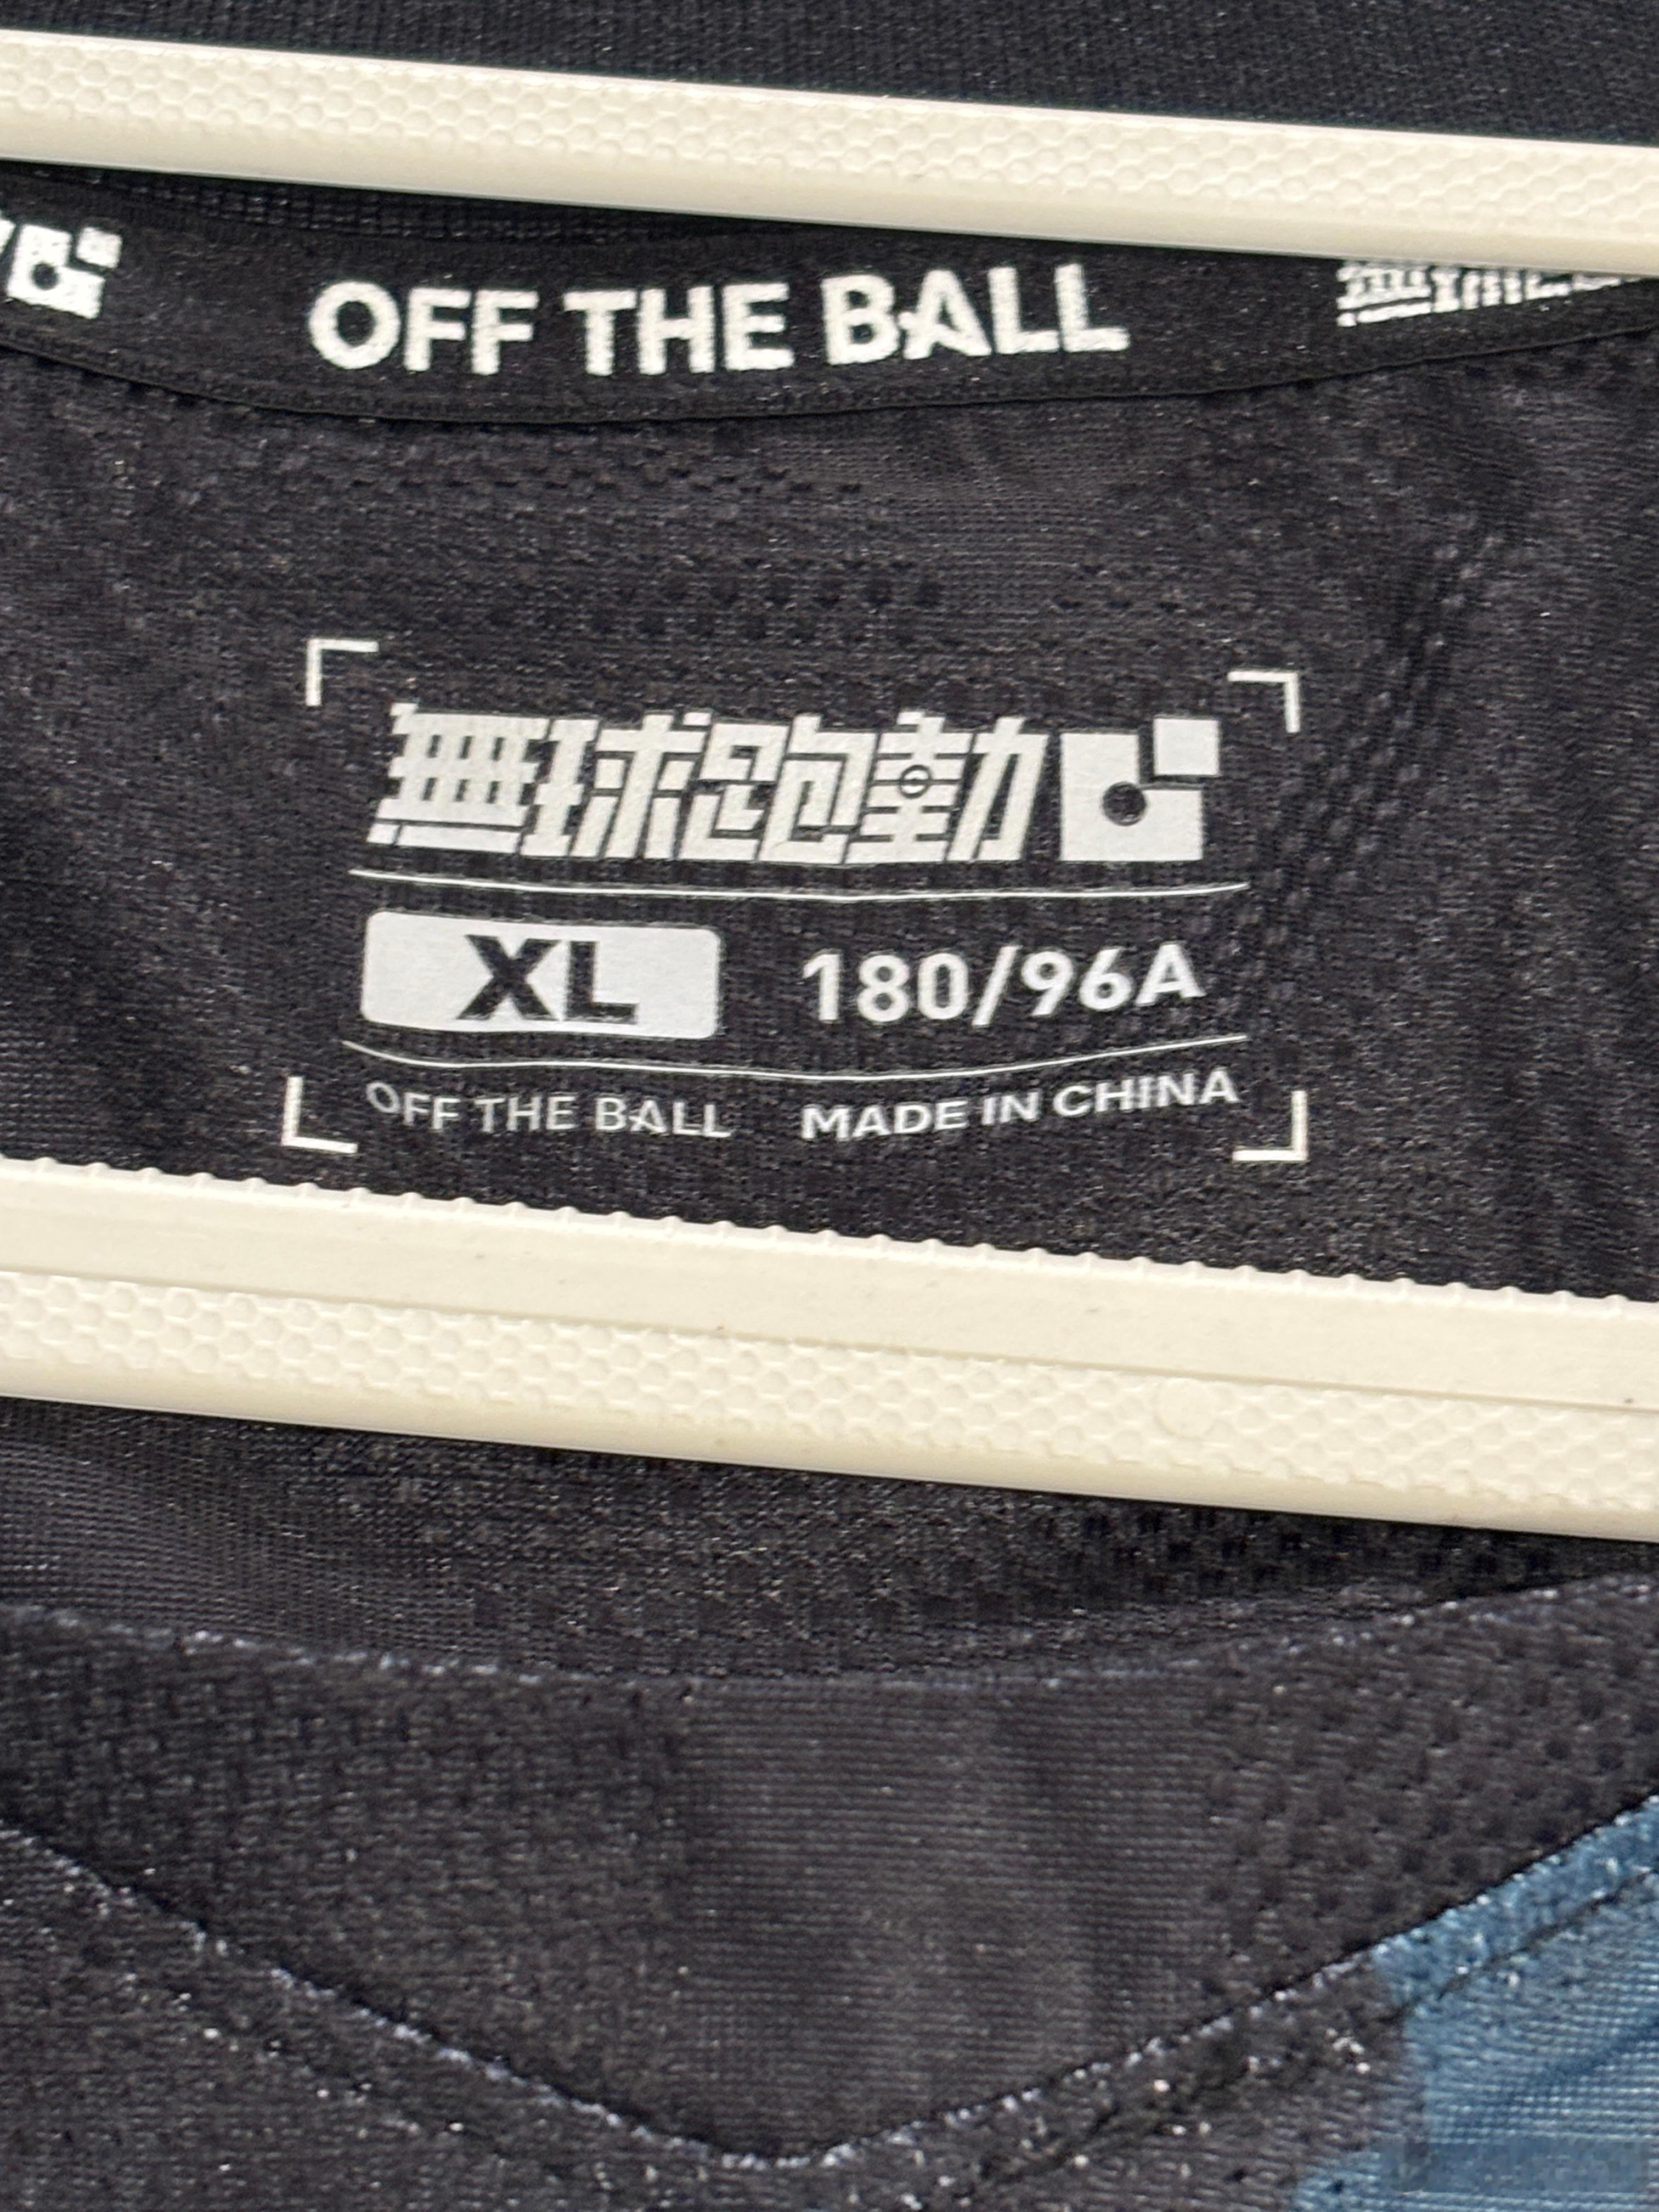 OFF THE BALL
無球跑動
XL 180/96A
OFF THE BALL MADE IN CHINA